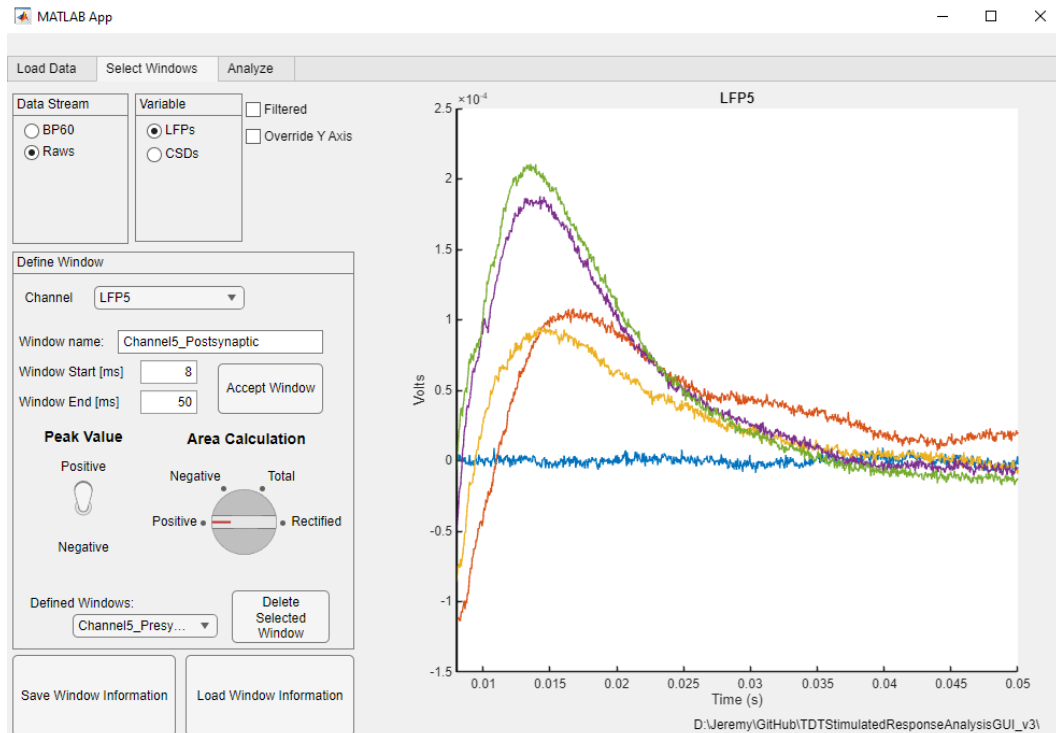 MATLAB App
Load Data
Select Windows
Analyze
Data Stream
BP60
Raws
Variable
LFPs
CSDs
Filtered
Override Y Axis
Define Window
Channel
LFP5
Window name:
Channel5_Postsynaptic
Window Start [ms]
8
Window End [ms]
50
Accept Window
Peak Value
Positive
Negative
Area Calculation
Negative
Total
Positive
Rectified
Defined Windows:
Channel5_Presy...
Delete
Selected
Window
Save Window Information
Load Window Information
LFP5
×10⁻⁴
2.5
2
1.5
1
0.5
0
-0.5
-1
-1.5
Volts
0.01
0.015
0.02
0.025
0.03
0.035
0.04
0.045
0.05
Time (s)
D:\Jeremy\GitHub\TDTStimulatedResponseAnalysisGUI_v3\